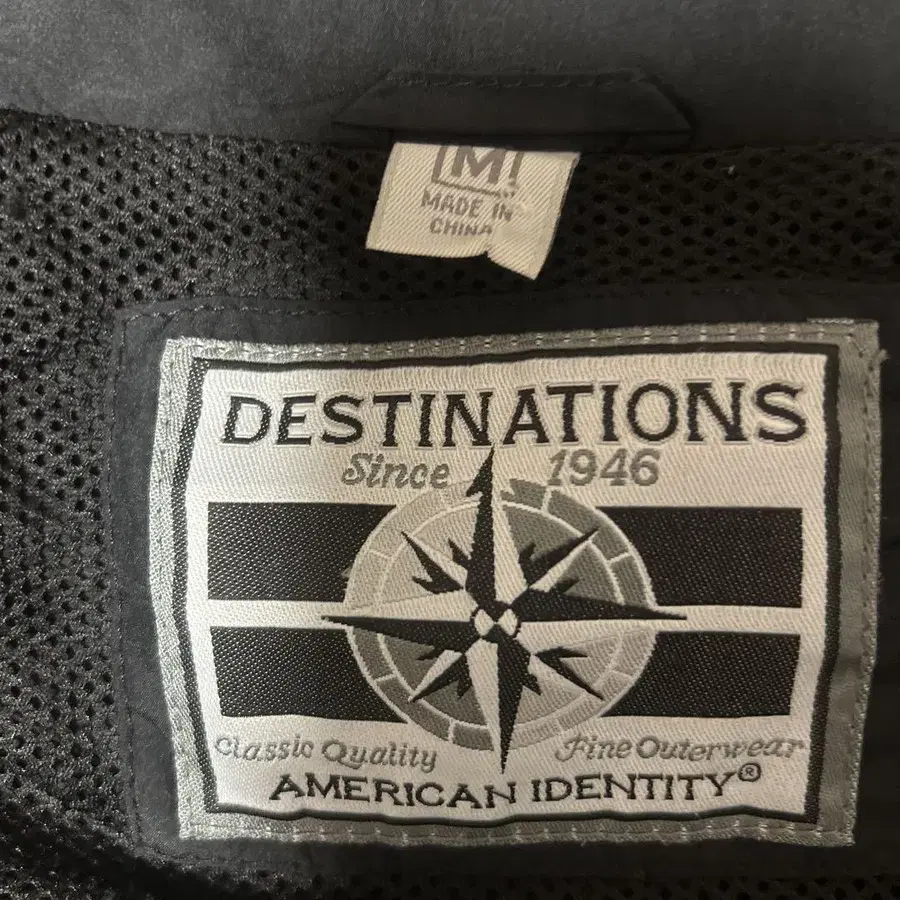 M
MADE IN
CHINA
DESTINATIONS
Since 1946
Classic Quality Fine Outerwear
AMERICAN IDENTITY®